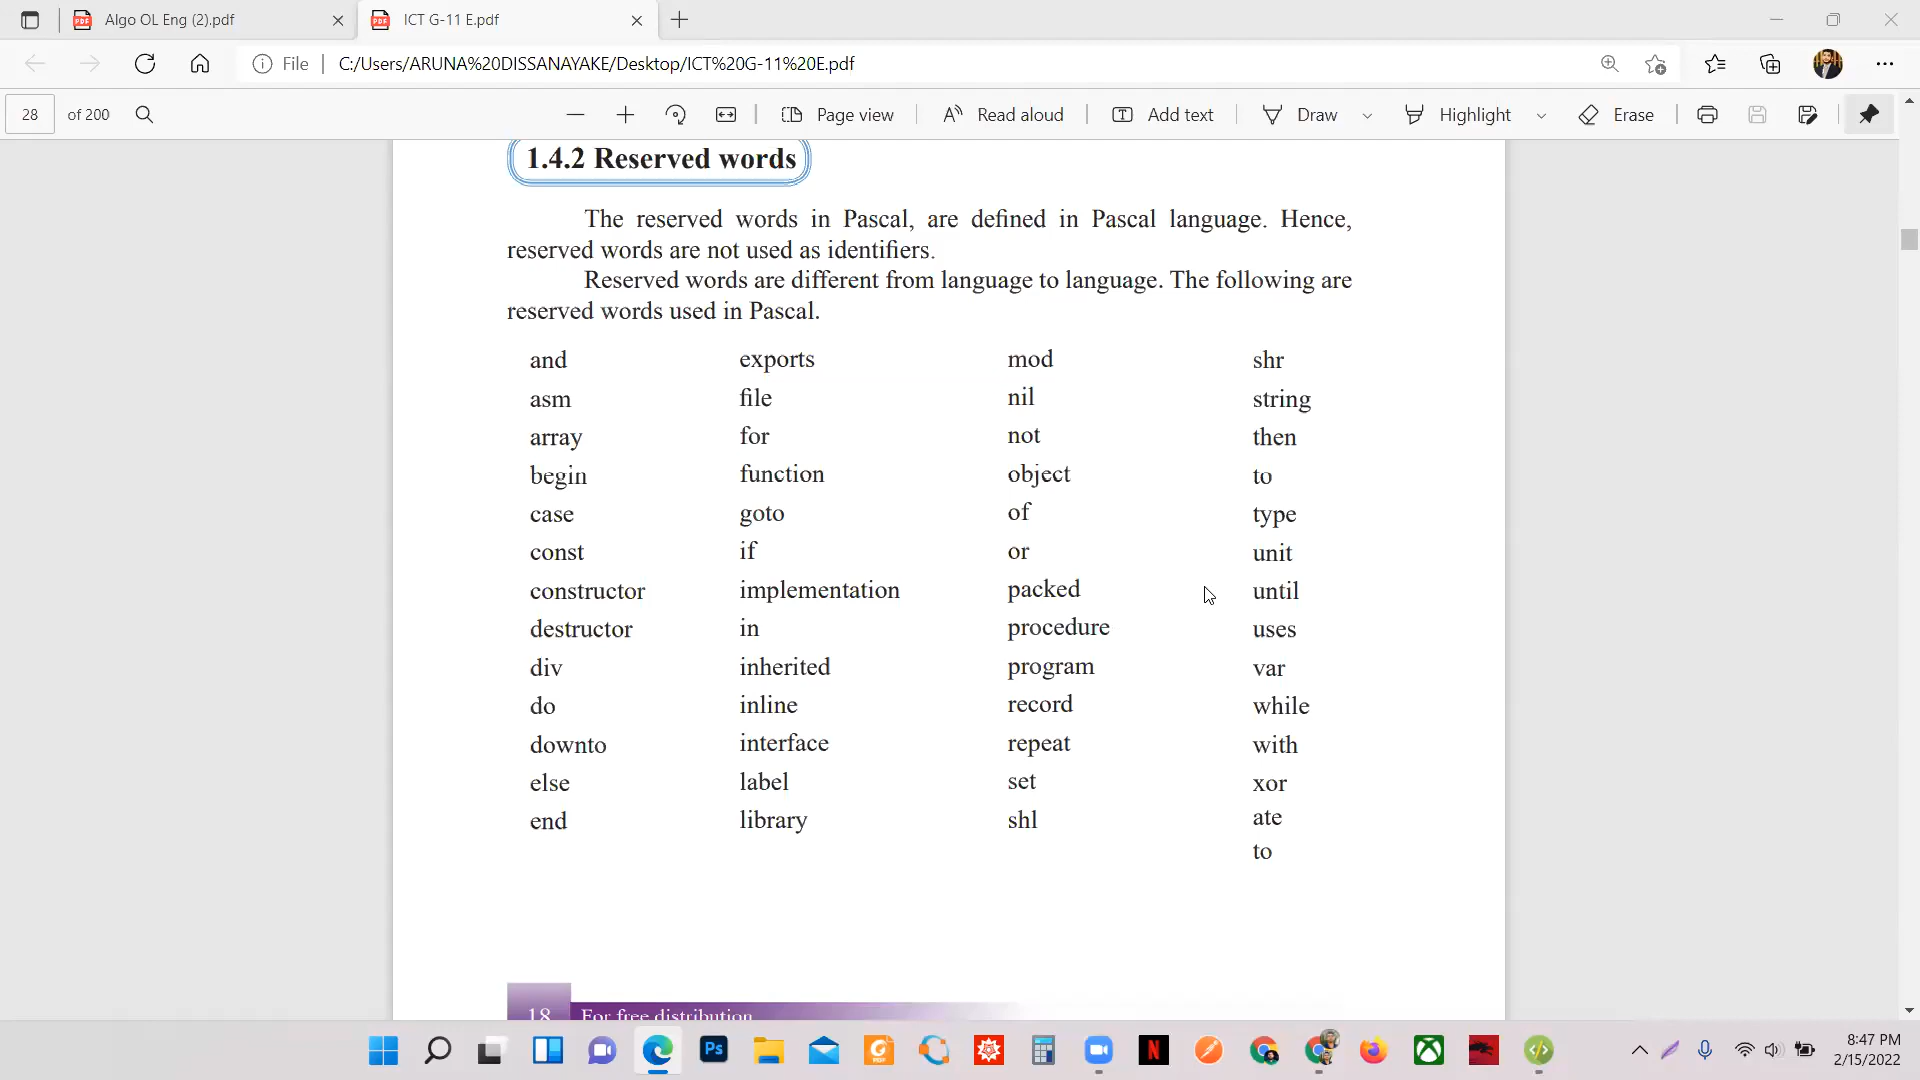 Algo OL Eng (2).pdf
ICT G-11 E.pdf
File
C:/Users/ARUNA%20DISSANAYAKE/Desktop/ICT%20G-11%20E.pdf
28 of 200
Page view
Read aloud
Add text
Draw
Highlight
Erase
1.4.2 Reserved words
The reserved words in Pascal, are defined in Pascal language. Hence,
reserved words are not used as identifiers.
Reserved words are different from language to language. The following are
reserved words used in Pascal.
and exports mod shr
asm file nil string
array for not then
begin function object to
case goto of type
const if or unit
constructor implementation packed until
destructor in procedure uses
div inherited program var
do inline record while
downto interface repeat with
else label set xor
end library shl ate
to
18 For free distribution
Ps
N
8:47 PM
2/15/2022